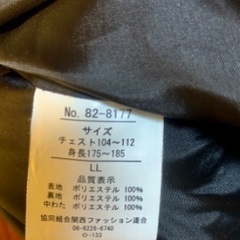 No. 82-8177
サイズ
チェスト104～112
身長175～185
LL
品質表示
表地 ポリエステル 100%
裏地 ポリエステル 100%
中わた ポリエステル 100%
協同組合関西ファッション連合
06-6228-6740
O-133